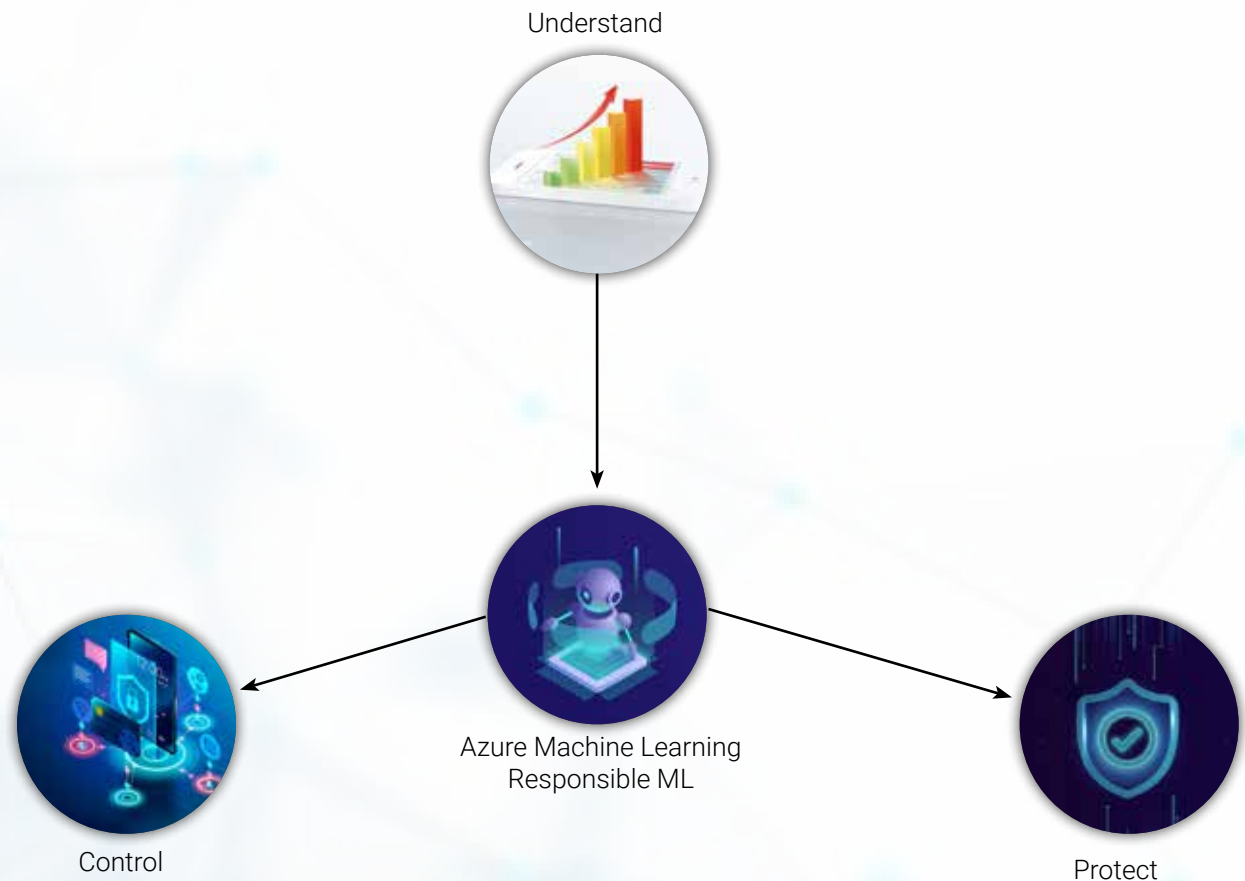 Understand
Azure Machine Learning
Responsible ML
Control
Protect